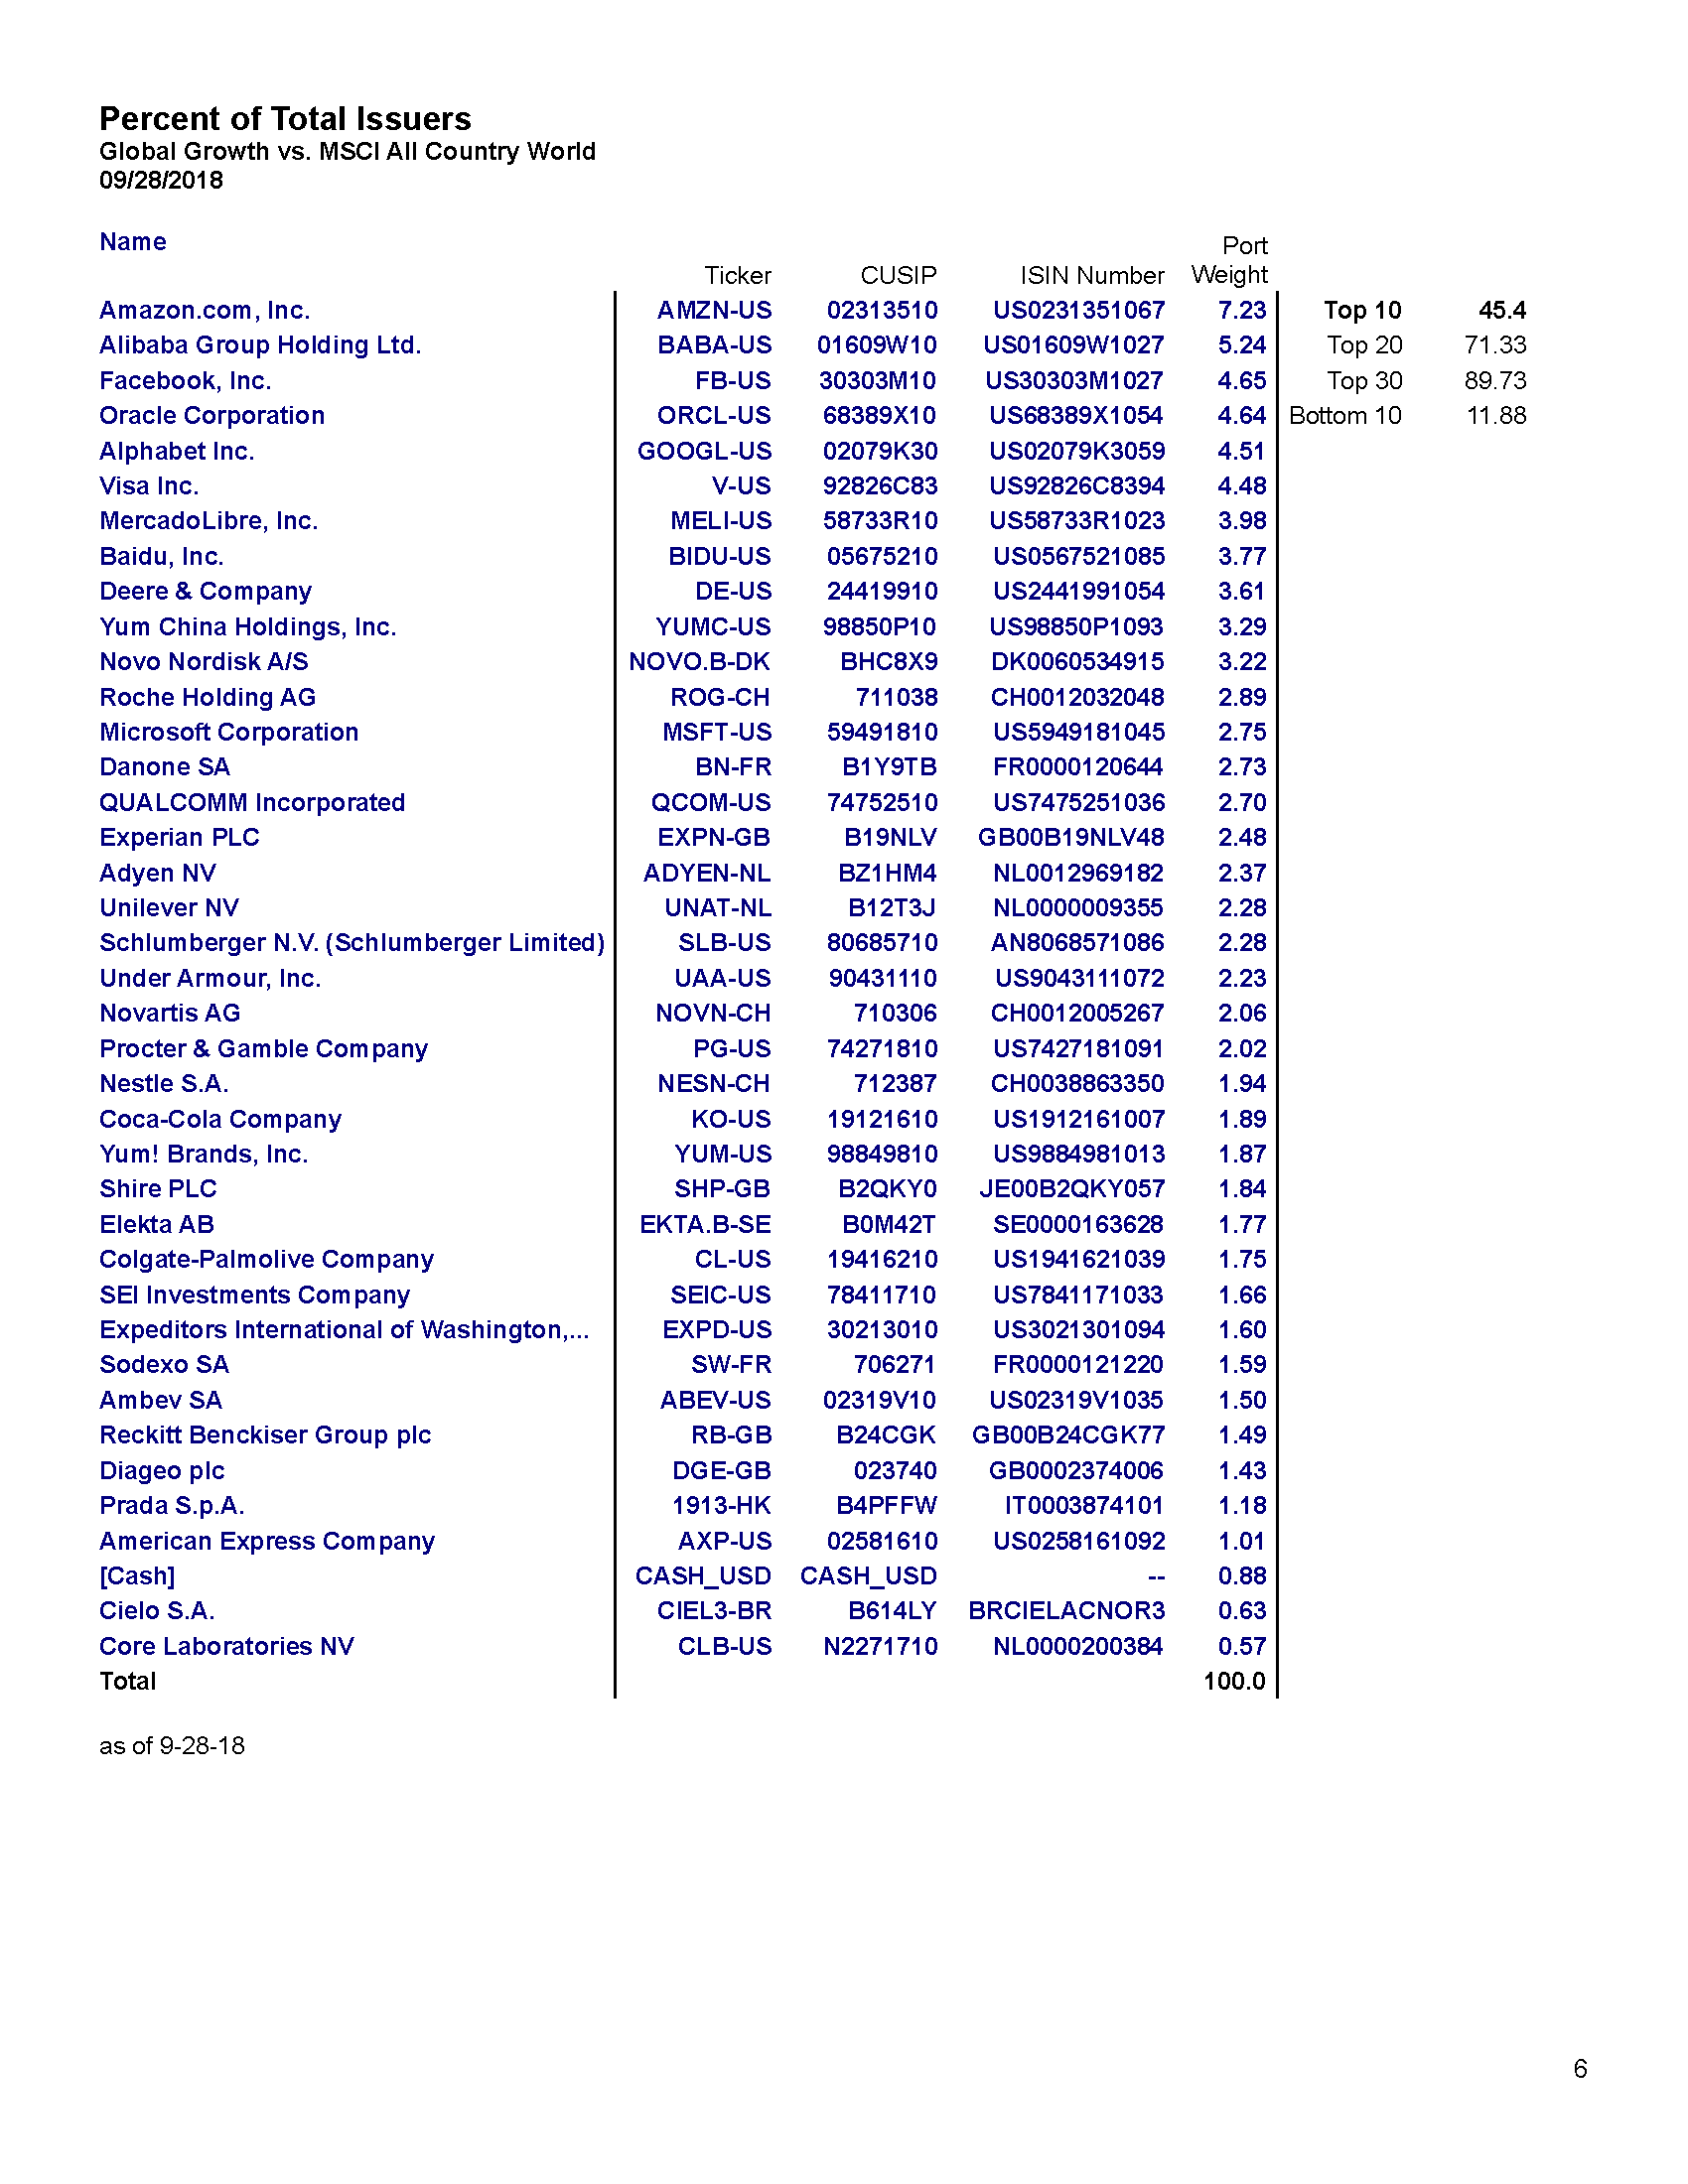 Percent of Total Issuers
Global Growth vs. MSCI All Country World
09/28/2018
Name Ticker CUSIP ISIN Number Port Weight
Amazon.com, Inc. AMZN-US 02313510 US0231351067 7.23 Top 10 45.4
Alibaba Group Holding Ltd. BABA-US 01609W10 US01609W1027 5.24 Top 20 71.33
Facebook, Inc. FB-US 30303M10 US30303M1027 4.65 Top 30 89.73
Oracle Corporation ORCL-US 68389X10 US68389X1054 4.64 Bottom 10 11.88
Alphabet Inc. GOOGL-US 02079K30 US02079K3059 4.51
Visa Inc. V-US 92826C83 US92826C8394 4.48
MercadoLibre, Inc. MELI-US 58733R10 US58733R1023 3.98
Baidu, Inc. BIDU-US 05675210 US0567521085 3.77
Deere & Company DE-US 24419910 US2441991054 3.61
Yum China Holdings, Inc. YUMC-US 98850P10 US98850P1093 3.29
Novo Nordisk A/S NOVO.B-DK BHC8X9 DK0060534915 3.22
Roche Holding AG ROG-CH 711038 CH0012032048 2.89
Microsoft Corporation MSFT-US 59491810 US5949181045 2.75
Danone SA BN-FR B1Y9TB FR0000120644 2.73
QUALCOMM Incorporated QCOM-US 74752510 US7475251036 2.70
Experian PLC EXPN-GB B19NLV GB00B19NLV48 2.48
Adyen NV ADYEN-NL BZ1HM4 NL0012969182 2.37
Unilever NV UNAT-NL B12T3J NL0000009355 2.28
Schlumberger N.V. (Schlumberger Limited) SLB-US 80685710 AN8068571086 2.28
Under Armour, Inc. UAA-US 90431110 US9043111072 2.23
Novartis AG NOVN-CH 710306 CH0012005267 2.06
Procter & Gamble Company PG-US 74271810 US7427181091 2.02
Nestle S.A. NESN-CH 712387 CH0038863350 1.94
Coca-Cola Company KO-US 19121610 US1912161007 1.89
Yum! Brands, Inc. YUM-US 98849810 US9884981013 1.87
Shire PLC SHP-GB B2QKY0 JE00B2QKY057 1.84
Elekta AB EKTA.B-SE B0M42T SE0000163628 1.77
Colgate-Palmolive Company CL-US 19416210 US1941621039 1.75
SEI Investments Company SEIC-US 78411710 US7841171033 1.66
Expeditors International of Washington,... EXPD-US 30213010 US3021301094 1.60
Sodexo SA SW-FR 706271 FR0000121220 1.59
Ambev SA ABEV-US 02319V10 US02319V1035 1.50
Reckitt Benckiser Group plc RB-GB B24CGK GB00B24CGK77 1.49
Diageo plc DGE-GB 023740 GB0002374006 1.43
Prada S.p.A. 1913-HK B4PFFW IT0003874101 1.18
American Express Company AXP-US 02581610 US0258161092 1.01
[Cash] CASH_USD CASH_USD -- 0.88
Cielo S.A. CIEL3-BR B614LY BRCIELACNOR3 0.63
Core Laboratories NV CLB-US N2271710 NL0000200384 0.57
Total 100.0
as of 9-28-18
6